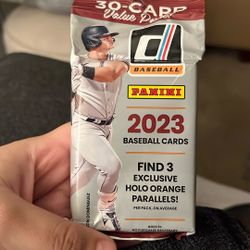 30-CARD
Value Pack
D
BASEBALL
PANINI
2023
BASEBALL CARDS
FIND 3
EXCLUSIVE
HOLO ORANGE
PARALLELS!
PER PACK, ON AVERAGE